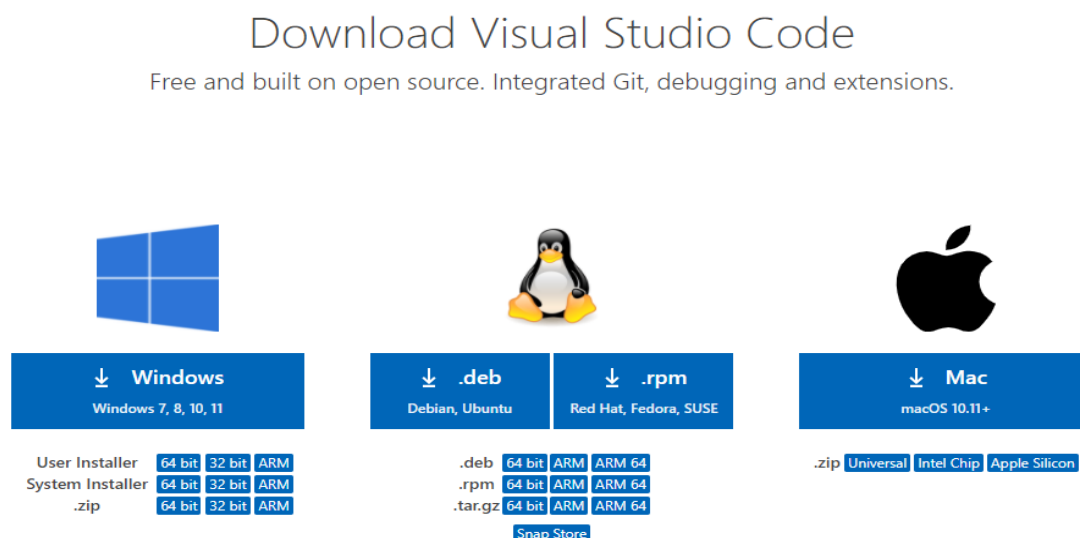 Download Visual Studio Code
Free and built on open source. Integrated Git, debugging and extensions.
Windows
Windows 7, 8, 10, 11
User Installer 64 bit 32 bit ARM
System Installer 64 bit 32 bit ARM
.zip 64 bit 32 bit ARM
.deb
Debian, Ubuntu
.rpm
Red Hat, Fedora, SUSE
.deb 64 bit ARM ARM 64
.rpm 64 bit ARM ARM 64
.tar.gz 64 bit ARM ARM 64
Snap Store
Mac
macOS 10.11+
.zip Universal Intel Chip Apple Silicon